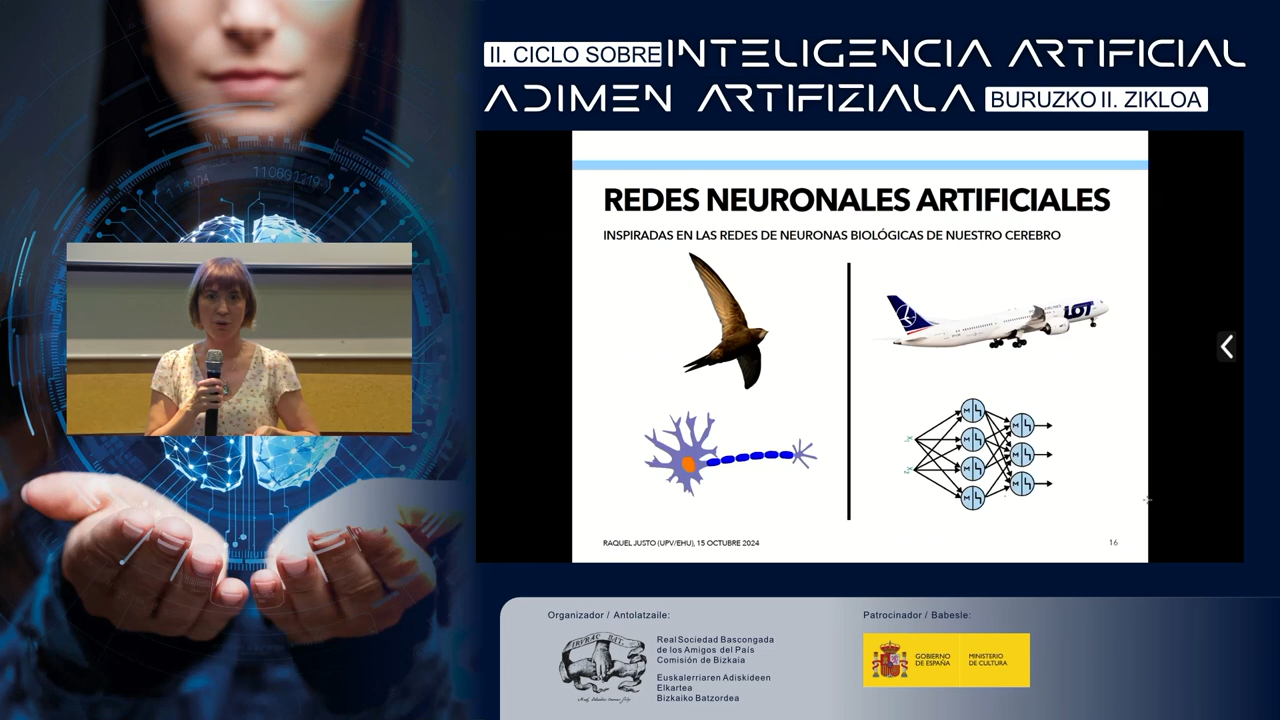 II. CICLO SOBRE INTELIGENCIA ARTIFICIAL
ADIMEN ARTIFIZIALA BURUZKO II. ZIKLOA
REDES NEURONALES ARTIFICIALES
INSPIRADAS EN LAS REDES DE NEURONAS BIOLÓGICAS DE NUESTRO CEREBRO
LOT
RAQUEL JUSTO (UPV/EHU), 15 OCTUBRE 2024
16
Organizador / Antolatzaile:
Real Sociedad Bascongada
de los Amigos del País
Comisión de Bizkaia
Euskalerriaren Adiskideen
Elkartea
Bizkaiko Batzordea
Patrocinador / Babesle:
GOBIERNO
DE ESPAÑA
MINISTERIO
DE CULTURA